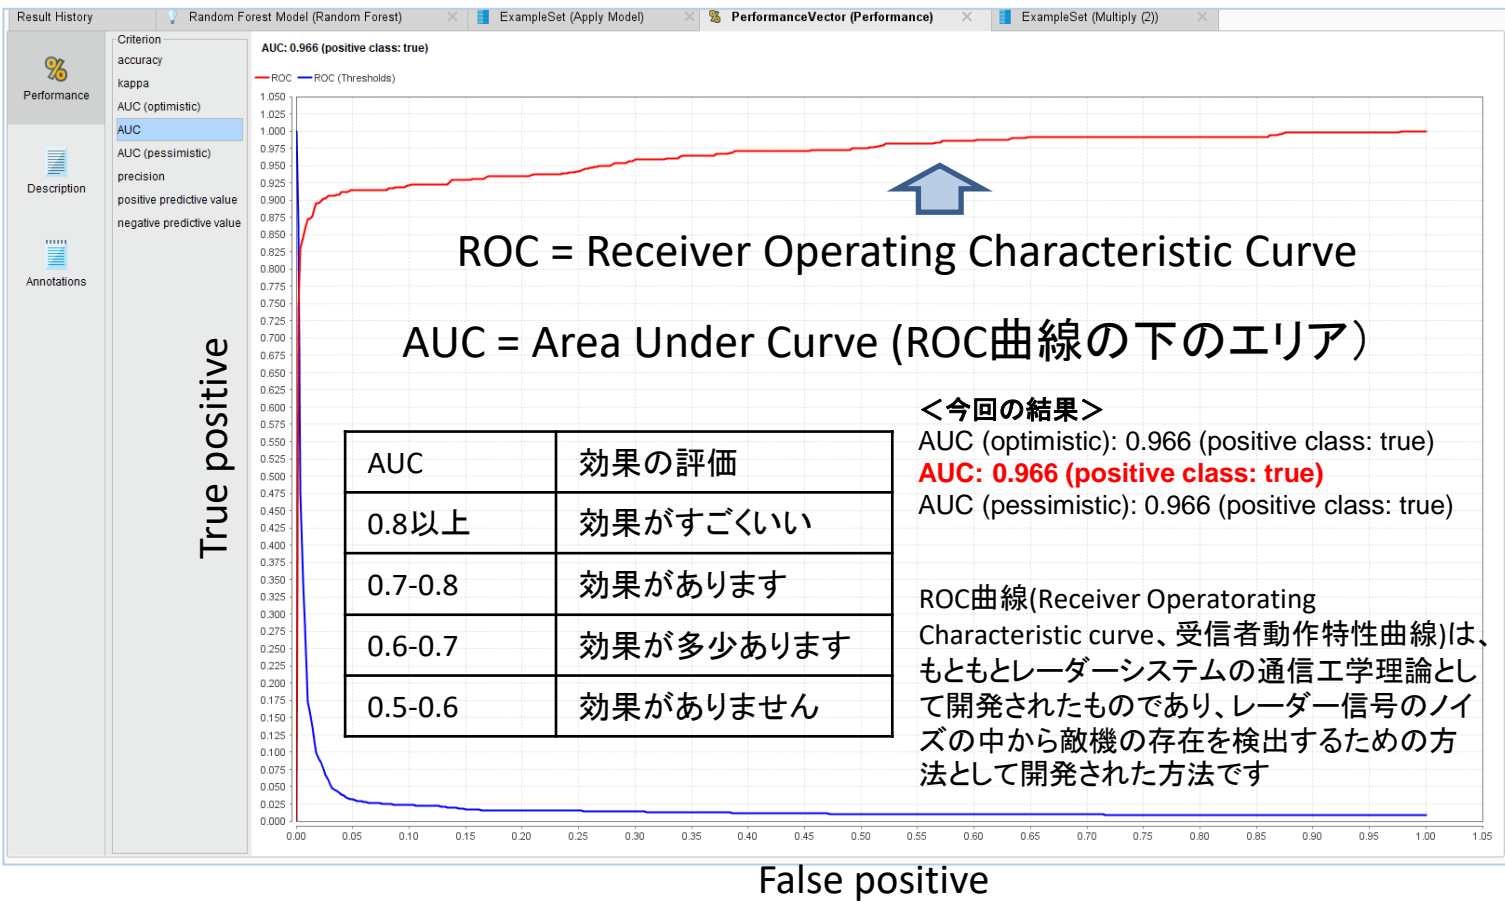 Result History
Random Forest Model (Random Forest)
ExampleSet (Apply Model)
% PerformanceVector (Performance)
ExampleSet (Multiply (2))
%
Performance
Description
Annotations
Criterion
accuracy
kappa
AUC (optimistic)
AUC
AUC (pessimistic)
precision
positive predictive value
negative predictive value
AUC: 0.966 (positive class: true)
ROC
ROC (Thresholds)
1.050
1.025
1.000
0.975
0.950
0.925
0.900
0.875
0.850
0.825
0.800
0.775
0.750
0.725
0.700
0.675
0.650
0.625
0.600
0.575
0.550
0.525
0.500
0.475
0.450
0.425
0.400
0.375
0.350
0.325
0.300
0.275
0.250
0.225
0.200
0.175
0.150
0.125
0.100
0.075
0.050
0.025
0.000
0.00 0.05 0.10 0.15 0.20 0.25 0.30 0.35 0.40 0.45 0.50 0.55 0.60 0.65 0.70 0.75 0.80 0.85 0.90 0.95 1.00 1.05
True positive
ROC = Receiver Operating Characteristic Curve
AUC = Area Under Curve (ROC曲線の下のエリア）
AUC 効果の評価
0.8以上 効果がすごくいい
0.7-0.8 効果があります
0.6-0.7 効果が多少あります
0.5-0.6 効果がありません
＜今回の結果＞
AUC (optimistic): 0.966 (positive class: true)
AUC: 0.966 (positive class: true)
AUC (pessimistic): 0.966 (positive class: true)
ROC曲線(Receiver Operatorating
Characteristic curve、受信者動作特性曲線)は、
もともとレーダーシステムの通信工学理論とし
て開発されたものであり、レーダー信号のノイ
ズの中から敵機の存在を検出するための方
法として開発された方法です
False positive